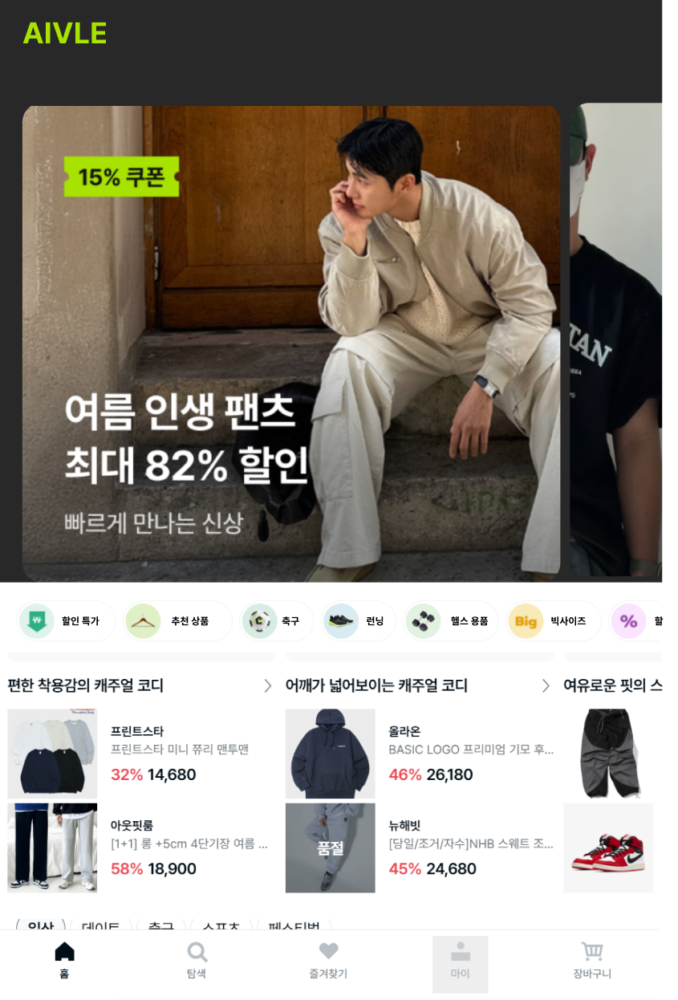 AIVLE
15% 쿠폰
여름 인생 팬츠
최대 82% 할인
빠르게 만나는 신상
할인 특가
추천 상품
축구
런닝
헬스 용품
Big 빅사이즈
%
편한 착용감의 캐주얼 코디
어깨가 넓어보이는 캐주얼 코디
여유로운 핏의 스
프린트스타
프린트스타 미니 쮸리 맨투맨
32% 14,680
올라온
BASIC LOGO 프리미엄 기모 후...
46% 26,180
아웃핏룸
[1+1] 롱 +5cm 4단기장 여름 ...
58% 18,900
품절
뉴해빗
[당일/조거/자수]NHB 스웨트 조...
45% 24,680
일상
데이트
출근
스포츠
페스티벌
홈
탐색
즐겨찾기
마이
장바구니